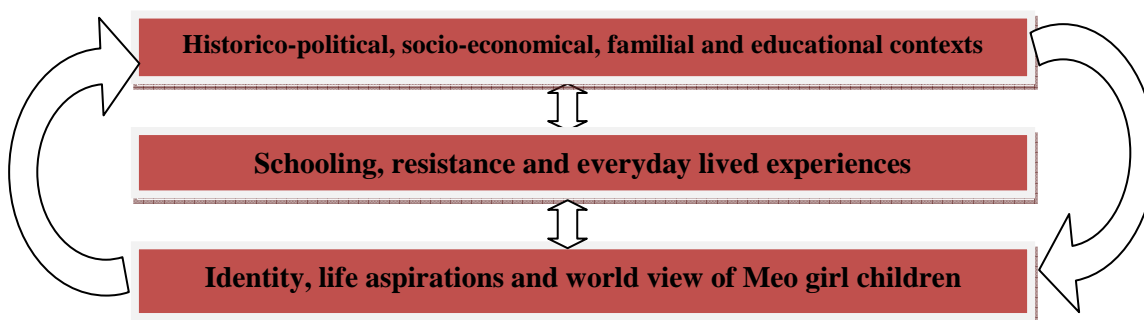 Historico-political, socio-economical, familial and educational contexts
Schooling, resistance and everyday lived experiences
Identity, life aspirations and world view of Meo girl children